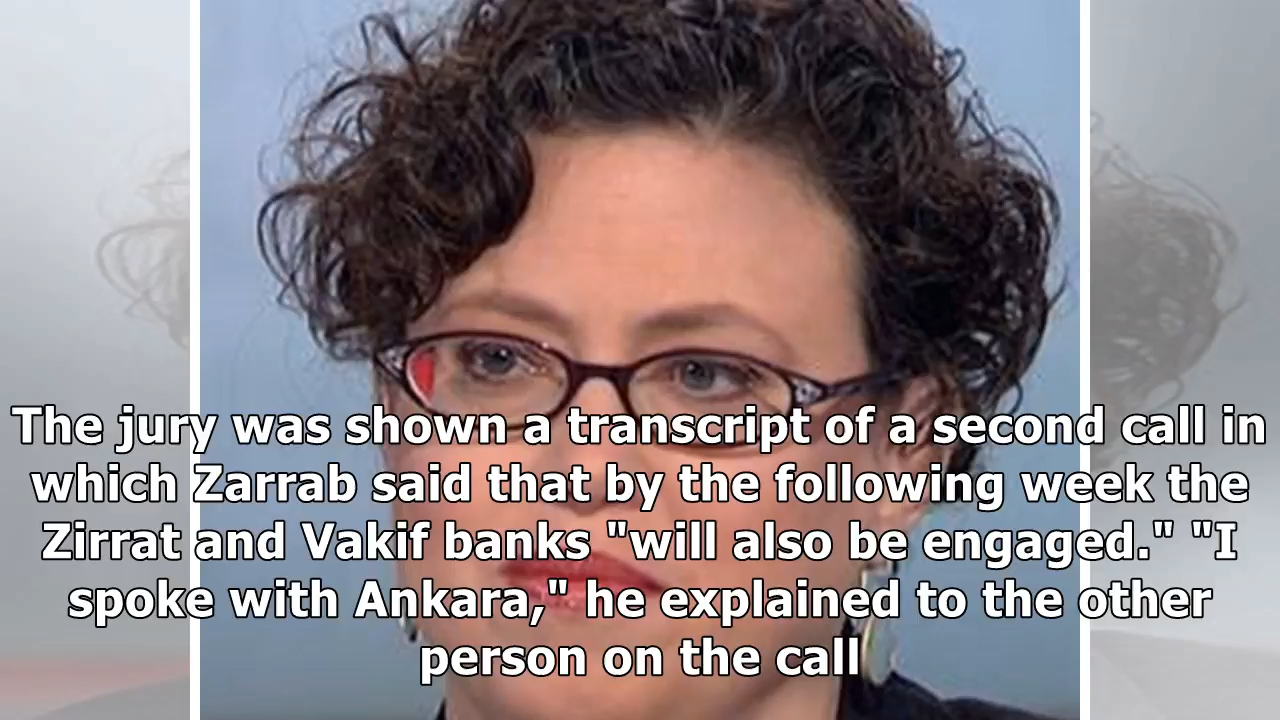 The jury was shown a transcript of a second call in
which Zarrab said that by the following week the
Zirrat and Vakif banks "will also be engaged." "I
spoke with Ankara," he explained to the other
person on the call